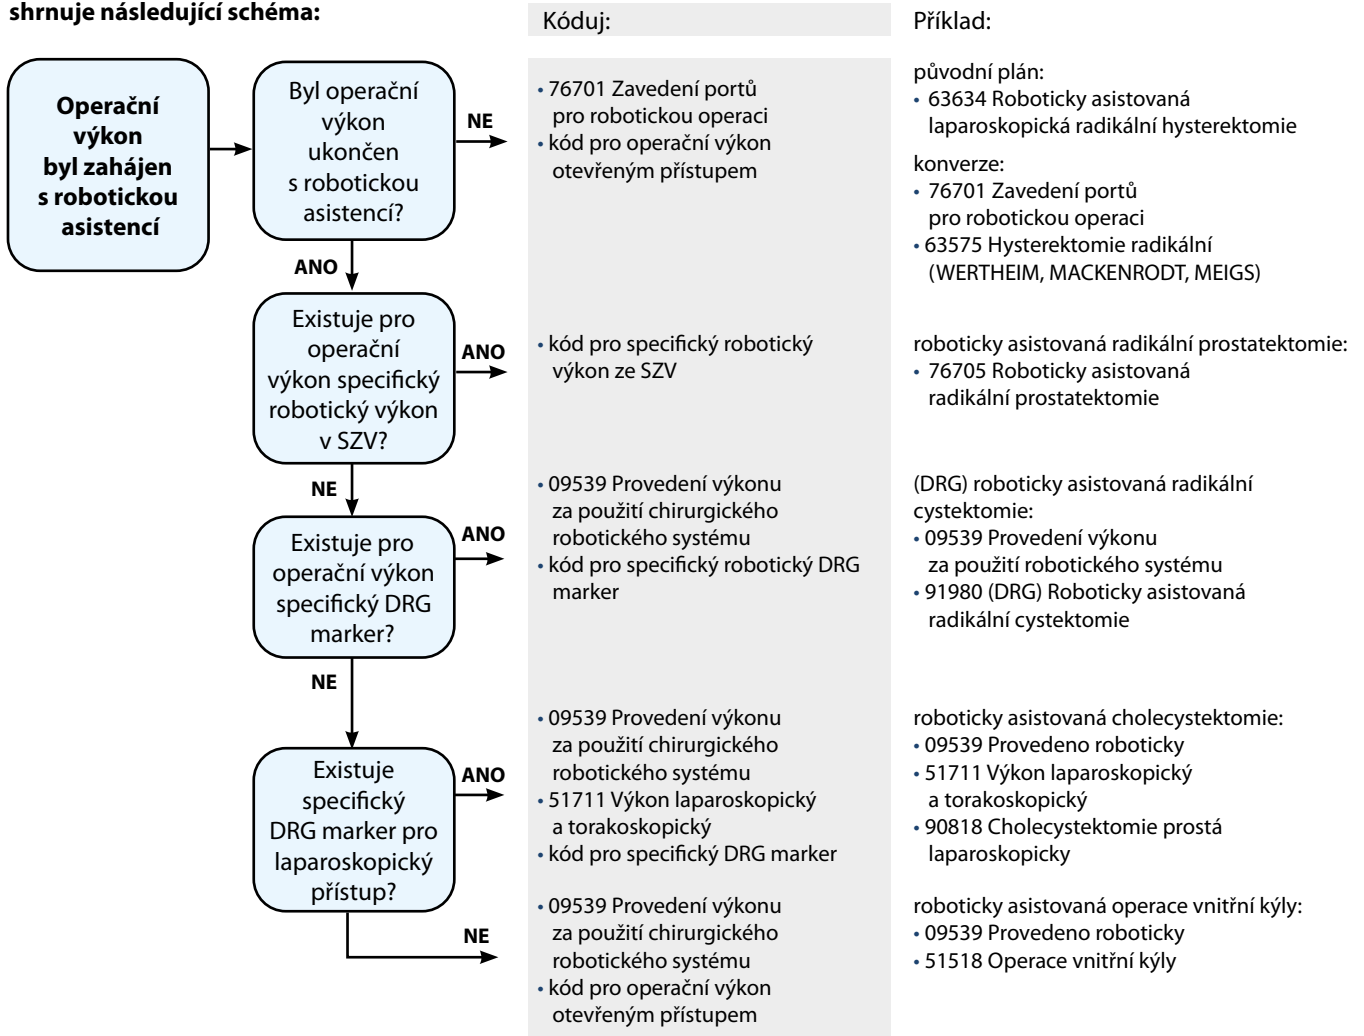 shrnuje následující schéma:
Kóduj:
Příklad:
Operační
výkon
byl zahájen
s robotickou
asistencí
Byl operační
výkon
ukončen
s robotickou
asistencí?
NE
• 76701 Zavedení portů
pro robotickou operaci
• kód pro operační výkon
otevřeným přístupem
původní plán:
• 63634 Roboticky asistovaná
laparoskopická radikální hysterektomie
konverze:
• 76701 Zavedení portů
pro robotickou operaci
• 63575 Hysterektomie radikální
(WERTHEIM, MACKENRODT, MEIGS)
ANO
Existuje pro
operační
výkon specifický
robotický výkon
v SZV?
ANO
• kód pro specifický robotický
výkon ze SZV
roboticky asistovaná radikální prostatektomie:
• 76705 Roboticky asistovaná
radikální prostatektomie
NE
Existuje pro
operační výkon
specifický DRG
marker?
ANO
• 09539 Provedení výkonu
za použití chirurgického
robotického systému
• kód pro specifický robotický DRG
marker
(DRG) roboticky asistovaná radikální
cystektomie:
• 09539 Provedení výkonu
za použití robotického systému
• 91980 (DRG) Roboticky asistovaná
radikální cystektomie
NE
Existuje
specifický
DRG marker pro
laparoskopický
přístup?
ANO
• 09539 Provedení výkonu
za použití chirurgického
robotického systému
• 51711 Výkon laparoskopický
a torakoskopický
• kód pro specifický DRG marker
roboticky asistovaná cholecystektomie:
• 09539 Provedeno roboticky
• 51711 Výkon laparoskopický
a torakoskopický
• 90818 Cholecystektomie prostá
laparoskopicky
NE
• 09539 Provedení výkonu
za použití chirurgického
robotického systému
• kód pro operační výkon
otevřeným přístupem
roboticky asistovaná operace vnitřní kýly:
• 09539 Provedeno roboticky
• 51518 Operace vnitřní kýly